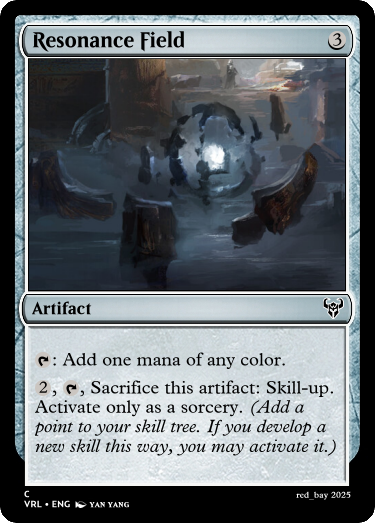 Resonance Field 3
Artifact
: Add one mana of any color.
2, , Sacrifice this artifact: Skill-up.
Activate only as a sorcery. (Add a
point to your skill tree. If you develop a
new skill this way, you may activate it.)
C
VRL • ENG YAN YANG
red_bay 2025